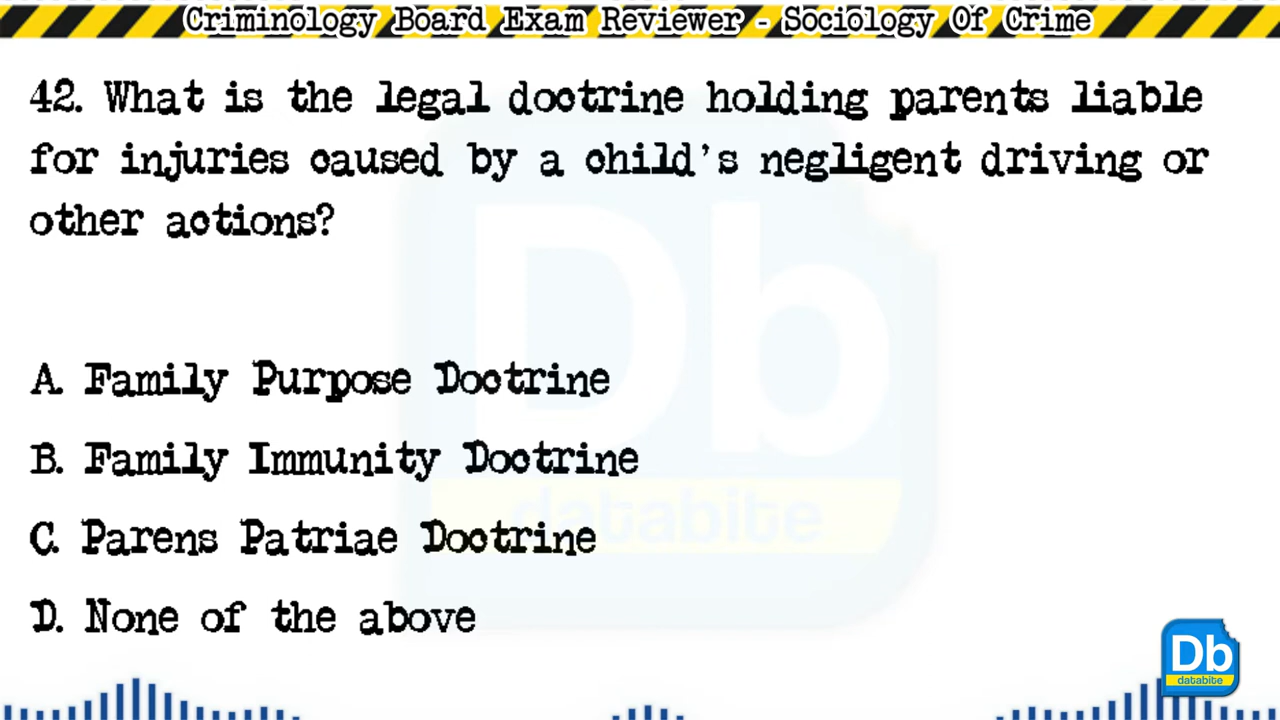 Criminology Board Exam Reviewer - Sociology Of Crime
42. What is the legal doctrine holding parents liable
for injuries caused by a child's negligent driving or
other actions?
A. Family Purpose Doctrine
B. Family Immunity Doctrine
C. Parens Patriae Doctrine
D. None of the above
Db
databite
Db
databite